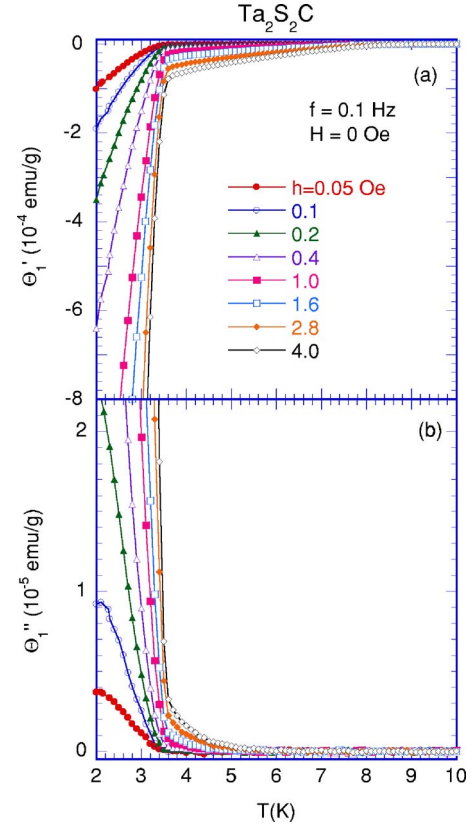 Ta₂S₂C
0
(a)
f = 0.1 Hz
H = 0 Oe
-2
h=0.05 Oe
0.1
0.2
-4
0.4
1.0
1.6
-6
2.8
4.0
Θ₁' (10⁻⁴ emu/g)
-8
2
(b)
1
Θ₁" (10⁻⁵ emu/g)
0
2 3 4 5 6 7 8 9 10
T(K)